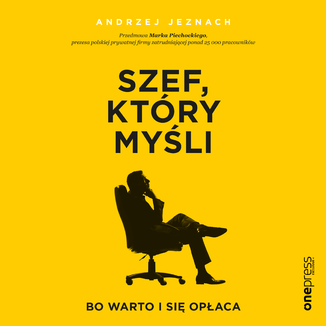 ANDRZEJ JEZNACH
Przedmowa Marka Piechockiego,
prezesa polskiej prywatnej firmy zatrudniającej ponad 25 000 pracowników
SZEF,
KTÓRY
MYŚLI
BO WARTO I SIĘ OPŁACA
onepress